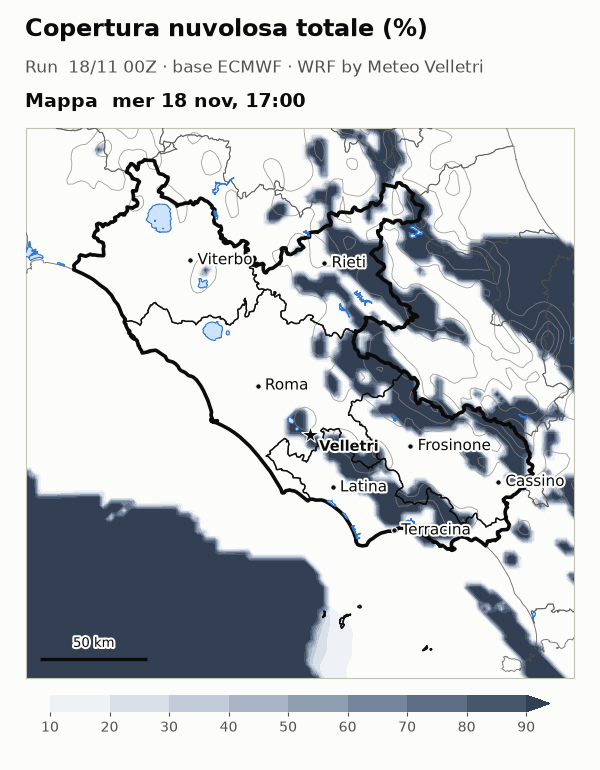 Copertura nuvolosa totale (%)
Run  18/11 00Z · base ECMWF · WRF by Meteo Velletri
Mappa  mer 18 nov, 17:00
Viterbo
Rieti
Roma
Velletri
Frosinone
Latina
Cassino
Terracina
50 km
10 20 30 40 50 60 70 80 90